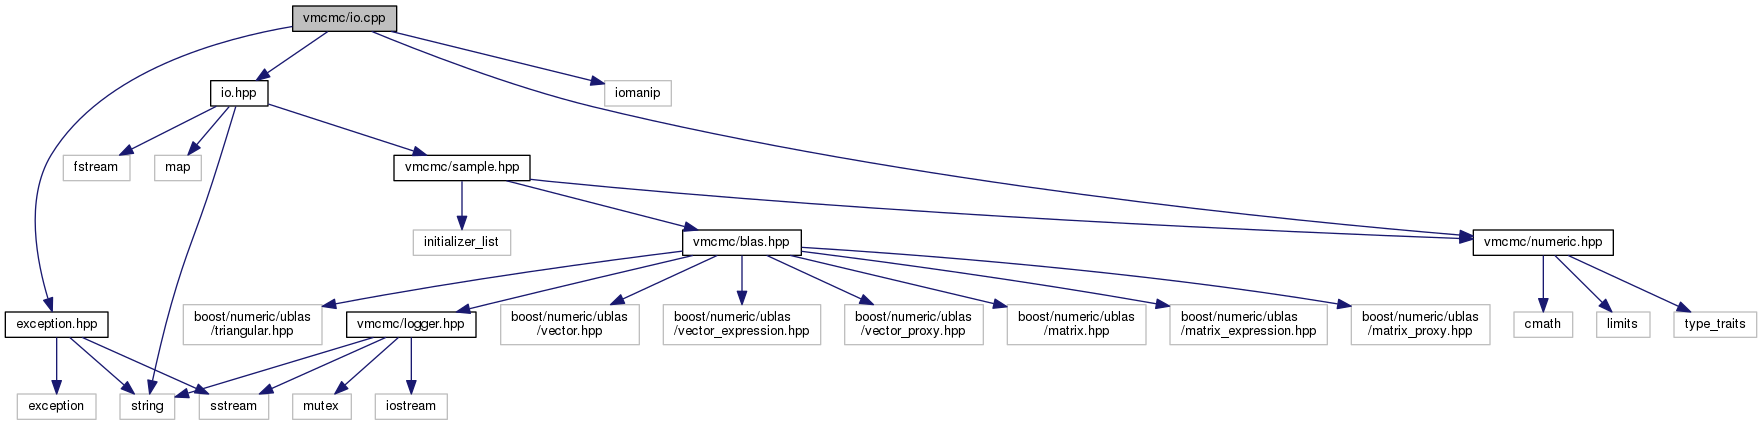 vmcmc/io.cpp
io.hpp
iomanip
fstream
map
vmcmc/sample.hpp
initializer_list
vmcmc/blas.hpp
vmcmc/numeric.hpp
exception.hpp
boost/numeric/ublas
/triangular.hpp
vmcmc/logger.hpp
boost/numeric/ublas
/vector.hpp
boost/numeric/ublas
/vector_expression.hpp
boost/numeric/ublas
/vector_proxy.hpp
boost/numeric/ublas
/matrix.hpp
boost/numeric/ublas
/matrix_expression.hpp
boost/numeric/ublas
/matrix_proxy.hpp
cmath
limits
type_traits
exception
string
sstream
mutex
iostream